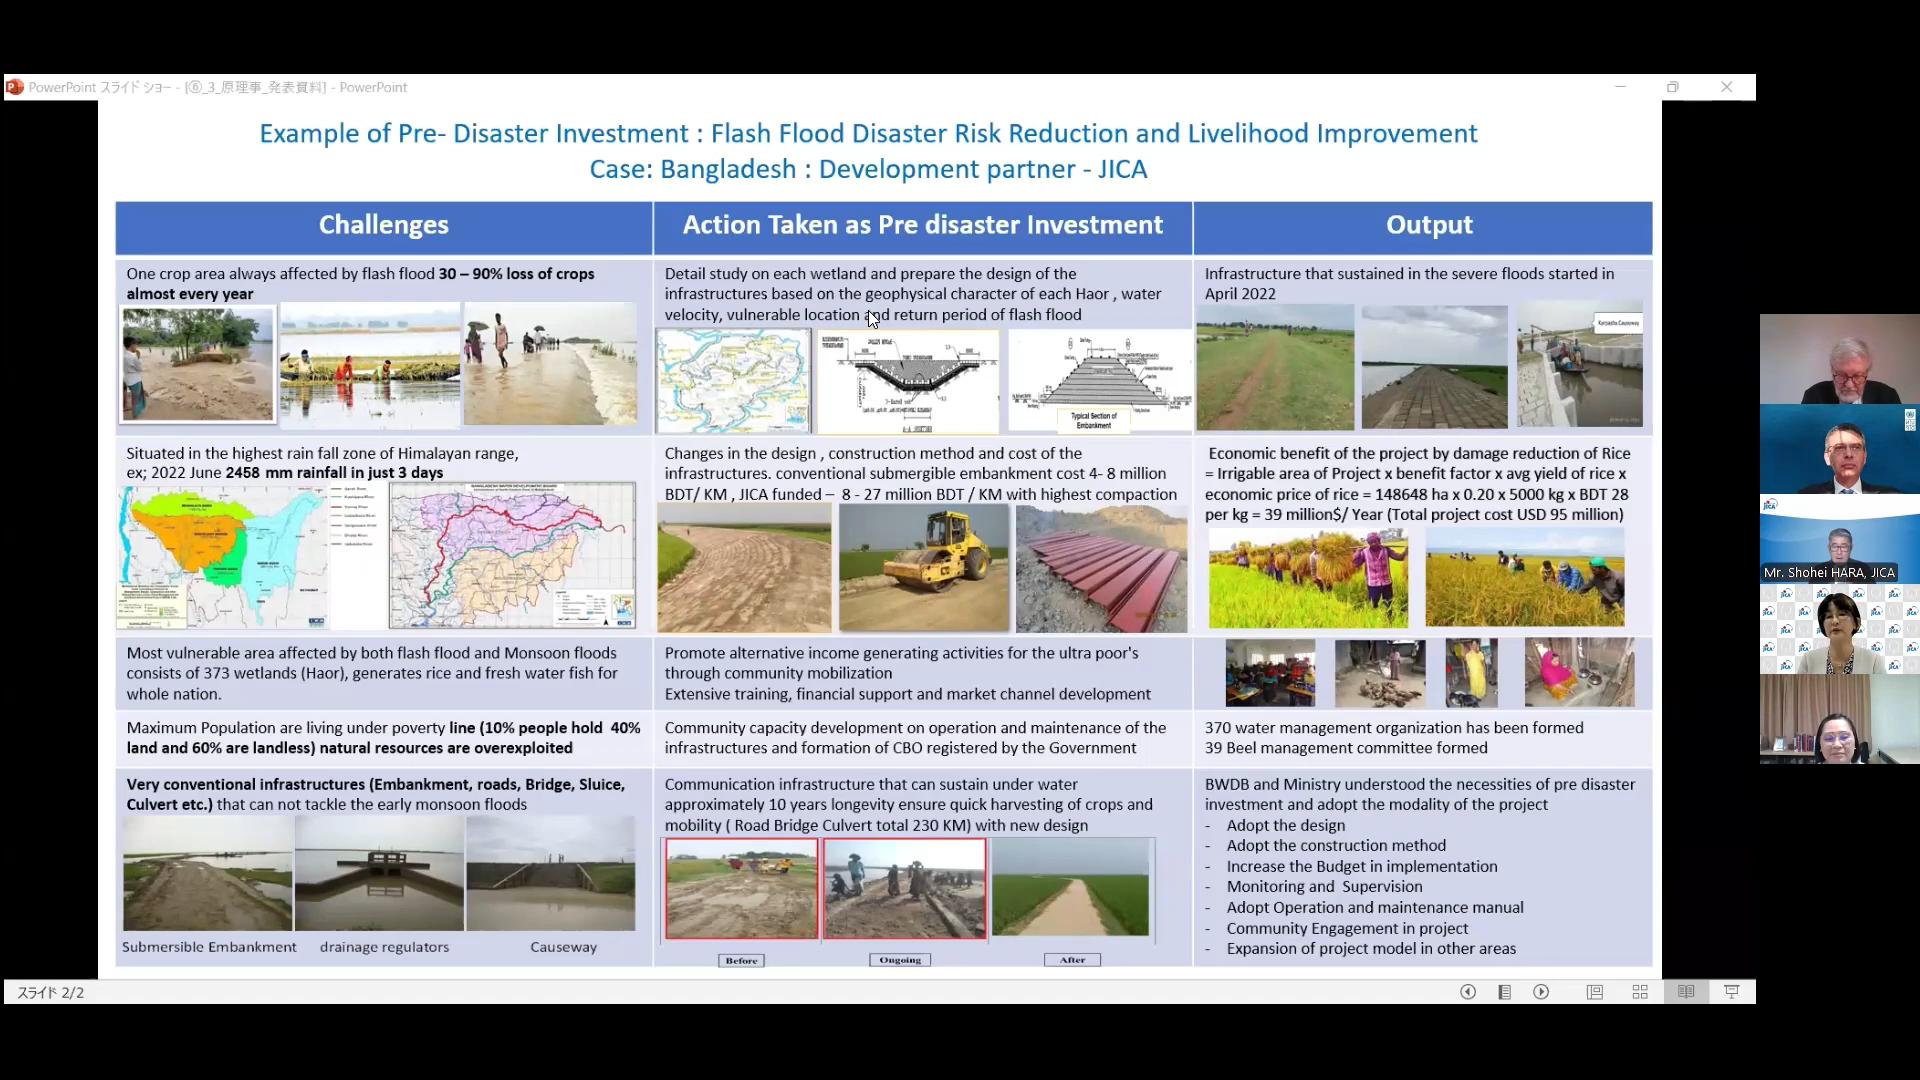 PowerPoint スライド ショー - [⑥_3_原理事_発表資料] - PowerPoint
Example of Pre- Disaster Investment : Flash Flood Disaster Risk Reduction and Livelihood Improvement
Case: Bangladesh : Development partner - JICA
Challenges
Action Taken as Pre disaster Investment
Output
One crop area always affected by flash flood 30 – 90% loss of crops
almost every year
Detail study on each wetland and prepare the design of the
infrastructures based on the geophysical character of each Haor , water
velocity, vulnerable location and return period of flash flood
Typical Section of
Embankment
Infrastructure that sustained in the severe floods started in
April 2022
Situated in the highest rain fall zone of Himalayan range,
ex; 2022 June 2458 mm rainfall in just 3 days
Changes in the design , construction method and cost of the
infrastructures. conventional submergible embankment cost 4- 8 million
BDT/ KM , JICA funded – 8 - 27 million BDT / KM with highest compaction
Economic benefit of the project by damage reduction of Rice
= Irrigable area of Project x benefit factor x avg yield of rice x
economic price of rice = 148648 ha x 0.20 x 5000 kg x BDT 28
per kg = 39 million$/ Year (Total project cost USD 95 million)
Most vulnerable area affected by both flash flood and Monsoon floods
consists of 373 wetlands (Haor), generates rice and fresh water fish for
whole nation.
Promote alternative income generating activities for the ultra poor's
through community mobilization
Extensive training, financial support and market channel development
Maximum Population are living under poverty line (10% people hold 40%
land and 60% are landless) natural resources are overexploited
Community capacity development on operation and maintenance of the
infrastructures and formation of CBO registered by the Government
370 water management organization has been formed
39 Beel management committee formed
Very conventional infrastructures (Embankment, roads, Bridge, Sluice,
Culvert etc.) that can not tackle the early monsoon floods
Submersible Embankment
drainage regulators
Causeway
Communication infrastructure that can sustain under water
approximately 10 years longevity ensure quick harvesting of crops and
mobility ( Road Bridge Culvert total 230 KM) with new design
Before
Ongoing
After
BWDB and Ministry understood the necessities of pre disaster
investment and adopt the modality of the project
- Adopt the design
- Adopt the construction method
- Increase the Budget in implementation
- Monitoring and Supervision
- Adopt Operation and maintenance manual
- Community Engagement in project
- Expansion of project model in other areas
スライド 2/2
JICA
Mr. Shohei HARA, JICA